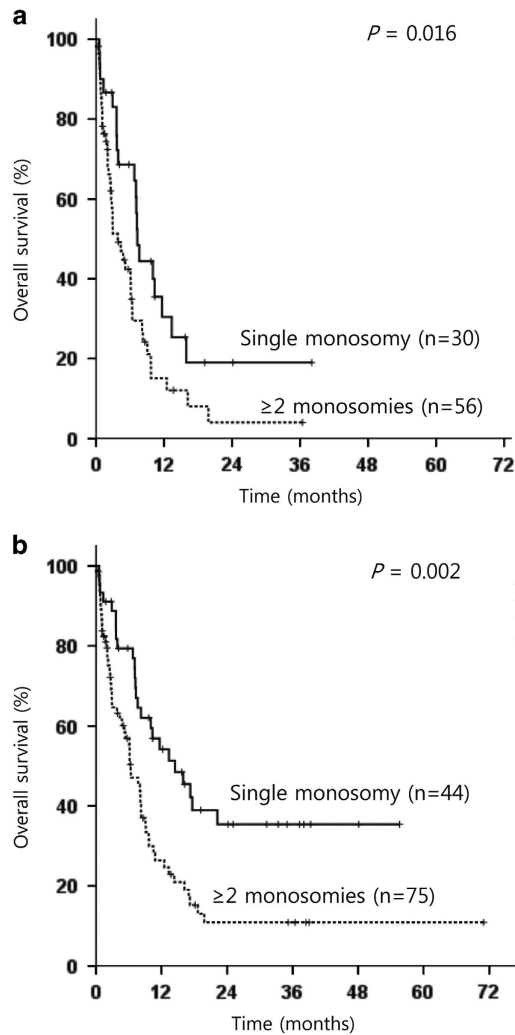 a
P = 0.016
100
80
60
40
20
0
Overall survival (%)
Single monosomy (n=30)
≥2 monosomies (n=56)
0 12 24 36 48 60 72
Time (months)
b
P = 0.002
100
80
60
40
20
0
Overall survival (%)
Single monosomy (n=44)
≥2 monosomies (n=75)
0 12 24 36 48 60 72
Time (months)